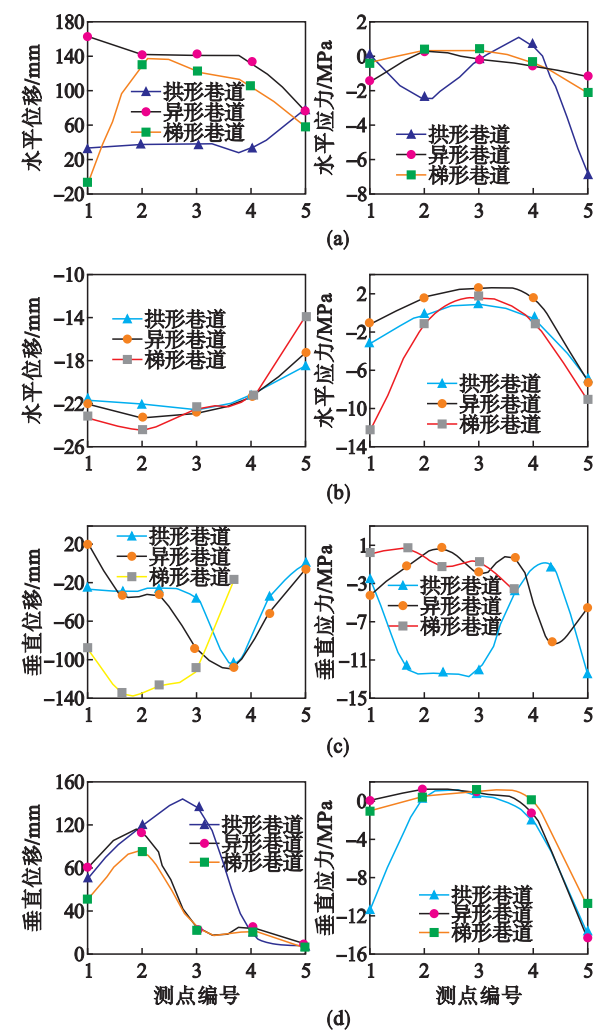 水平位移/mm
180
140
100
60
20
−20
拱形巷道
异形巷道
梯形巷道
1 2 3 4 5
水平应力/MPa
2
0
−2
−4
−6
−8
拱形巷道
异形巷道
梯形巷道
1 2 3 4 5
(a)
水平位移/mm
−10
−14
−18
−22
−26
拱形巷道
异形巷道
梯形巷道
1 2 3 4 5
水平应力/MPa
2
−2
−6
−10
−14
拱形巷道
异形巷道
梯形巷道
1 2 3 4 5
(b)
垂直位移/mm
20
−20
−60
−100
−140
拱形巷道
异形巷道
梯形巷道
1 2 3 4 5
垂直应力/MPa
1
−3
−7
−11
−15
拱形巷道
异形巷道
梯形巷道
1 2 3 4 5
(c)
垂直位移/mm
160
120
60
40
0
拱形巷道
异形巷道
梯形巷道
1 2 3 4 5
测点编号
垂直应力/MPa
0
−4
−8
−12
−16
拱形巷道
异形巷道
梯形巷道
1 2 3 4 5
测点编号
(d)